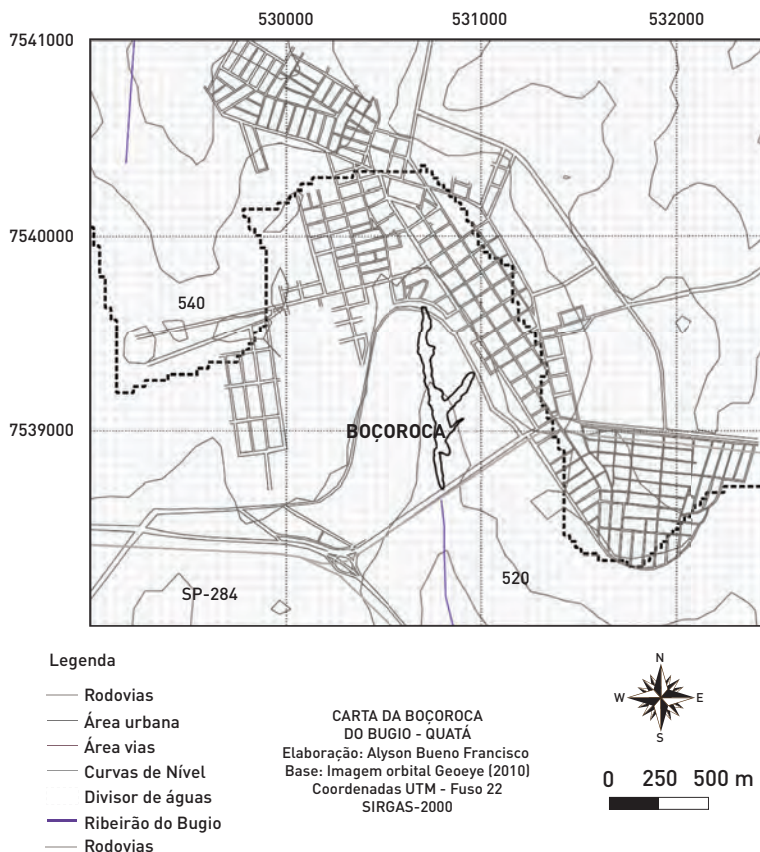 530000 531000 532000
7541000
7540000
540
7539000
BOÇOROCA
520
SP-284
Legenda
Rodovias
Área urbana
Área vias
Curvas de Nível
Divisor de águas
Ribeirão do Bugio
Rodovias
CARTA DA BOÇOROCA
DO BUGIO - QUATÁ
Elaboração: Alyson Bueno Francisco
Base: Imagem orbital Geoeye (2010)
Coordenadas UTM - Fuso 22
SIRGAS-2000
N
W E
S
0 250 500 m